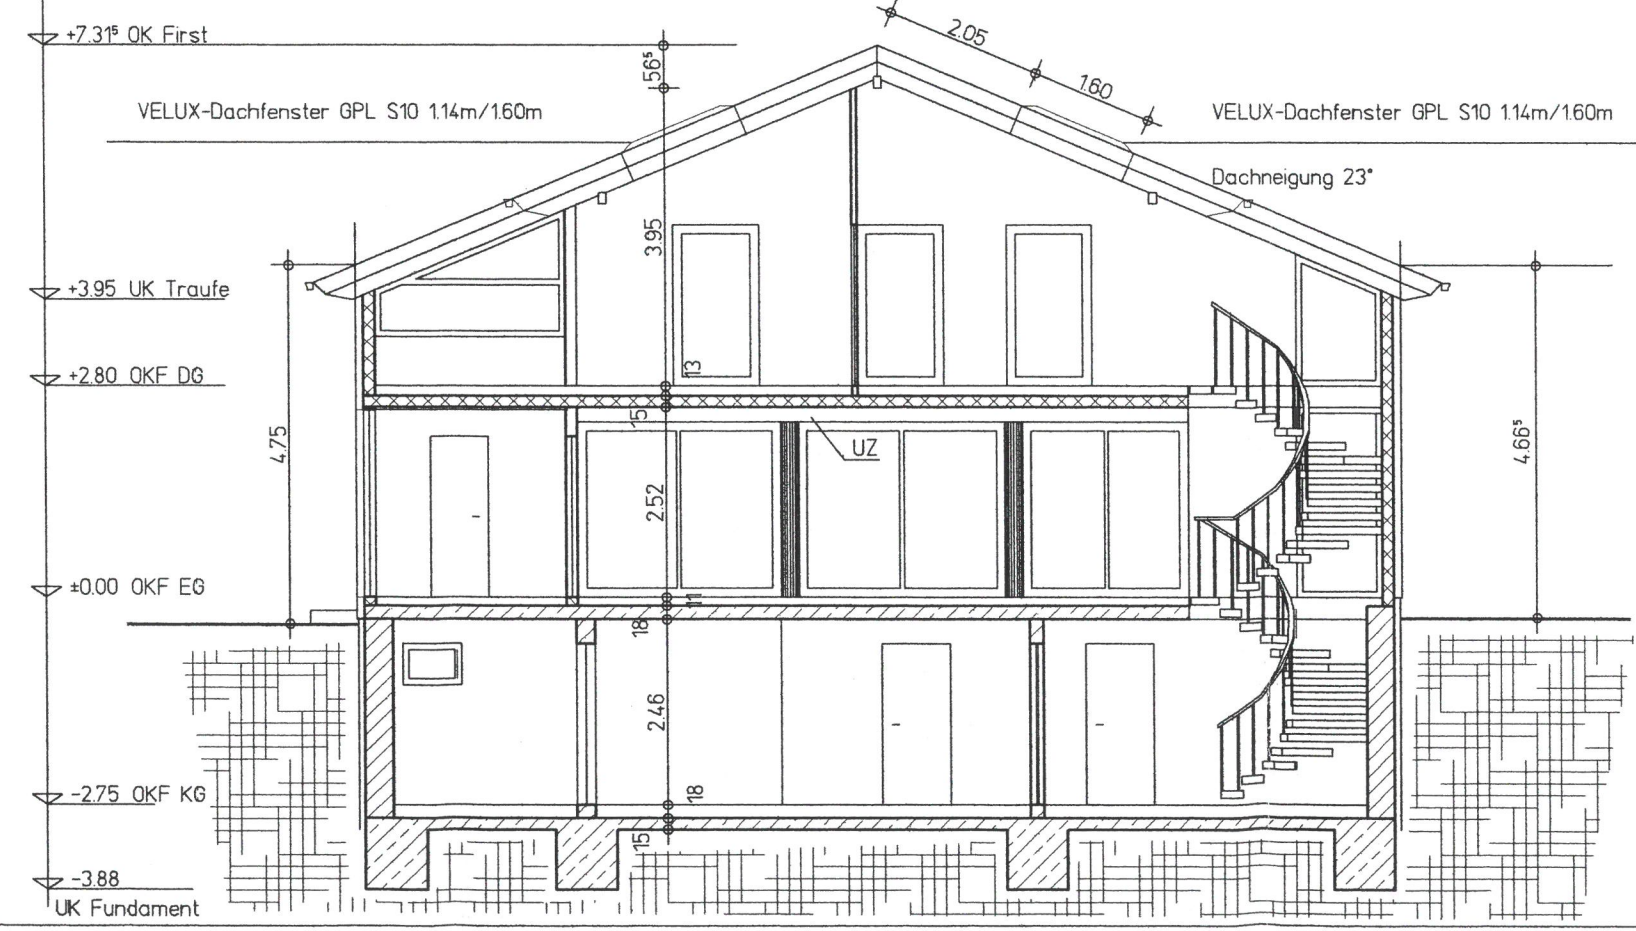 +7.31⁵ OK First
56⁵
2.05
1.60
VELUX-Dachfenster GPL S10 1.14m/1.60m
VELUX-Dachfenster GPL S10 1.14m/1.60m
Dachneigung 23°
3.95
+3.95 UK Traufe
+2.80 OKF DG
13
15
4.75
UZ
4.66⁵
2.52
±0.00 OKF EG
11
18
2.46
-2.75 OKF KG
18
15
-3.88
UK Fundament